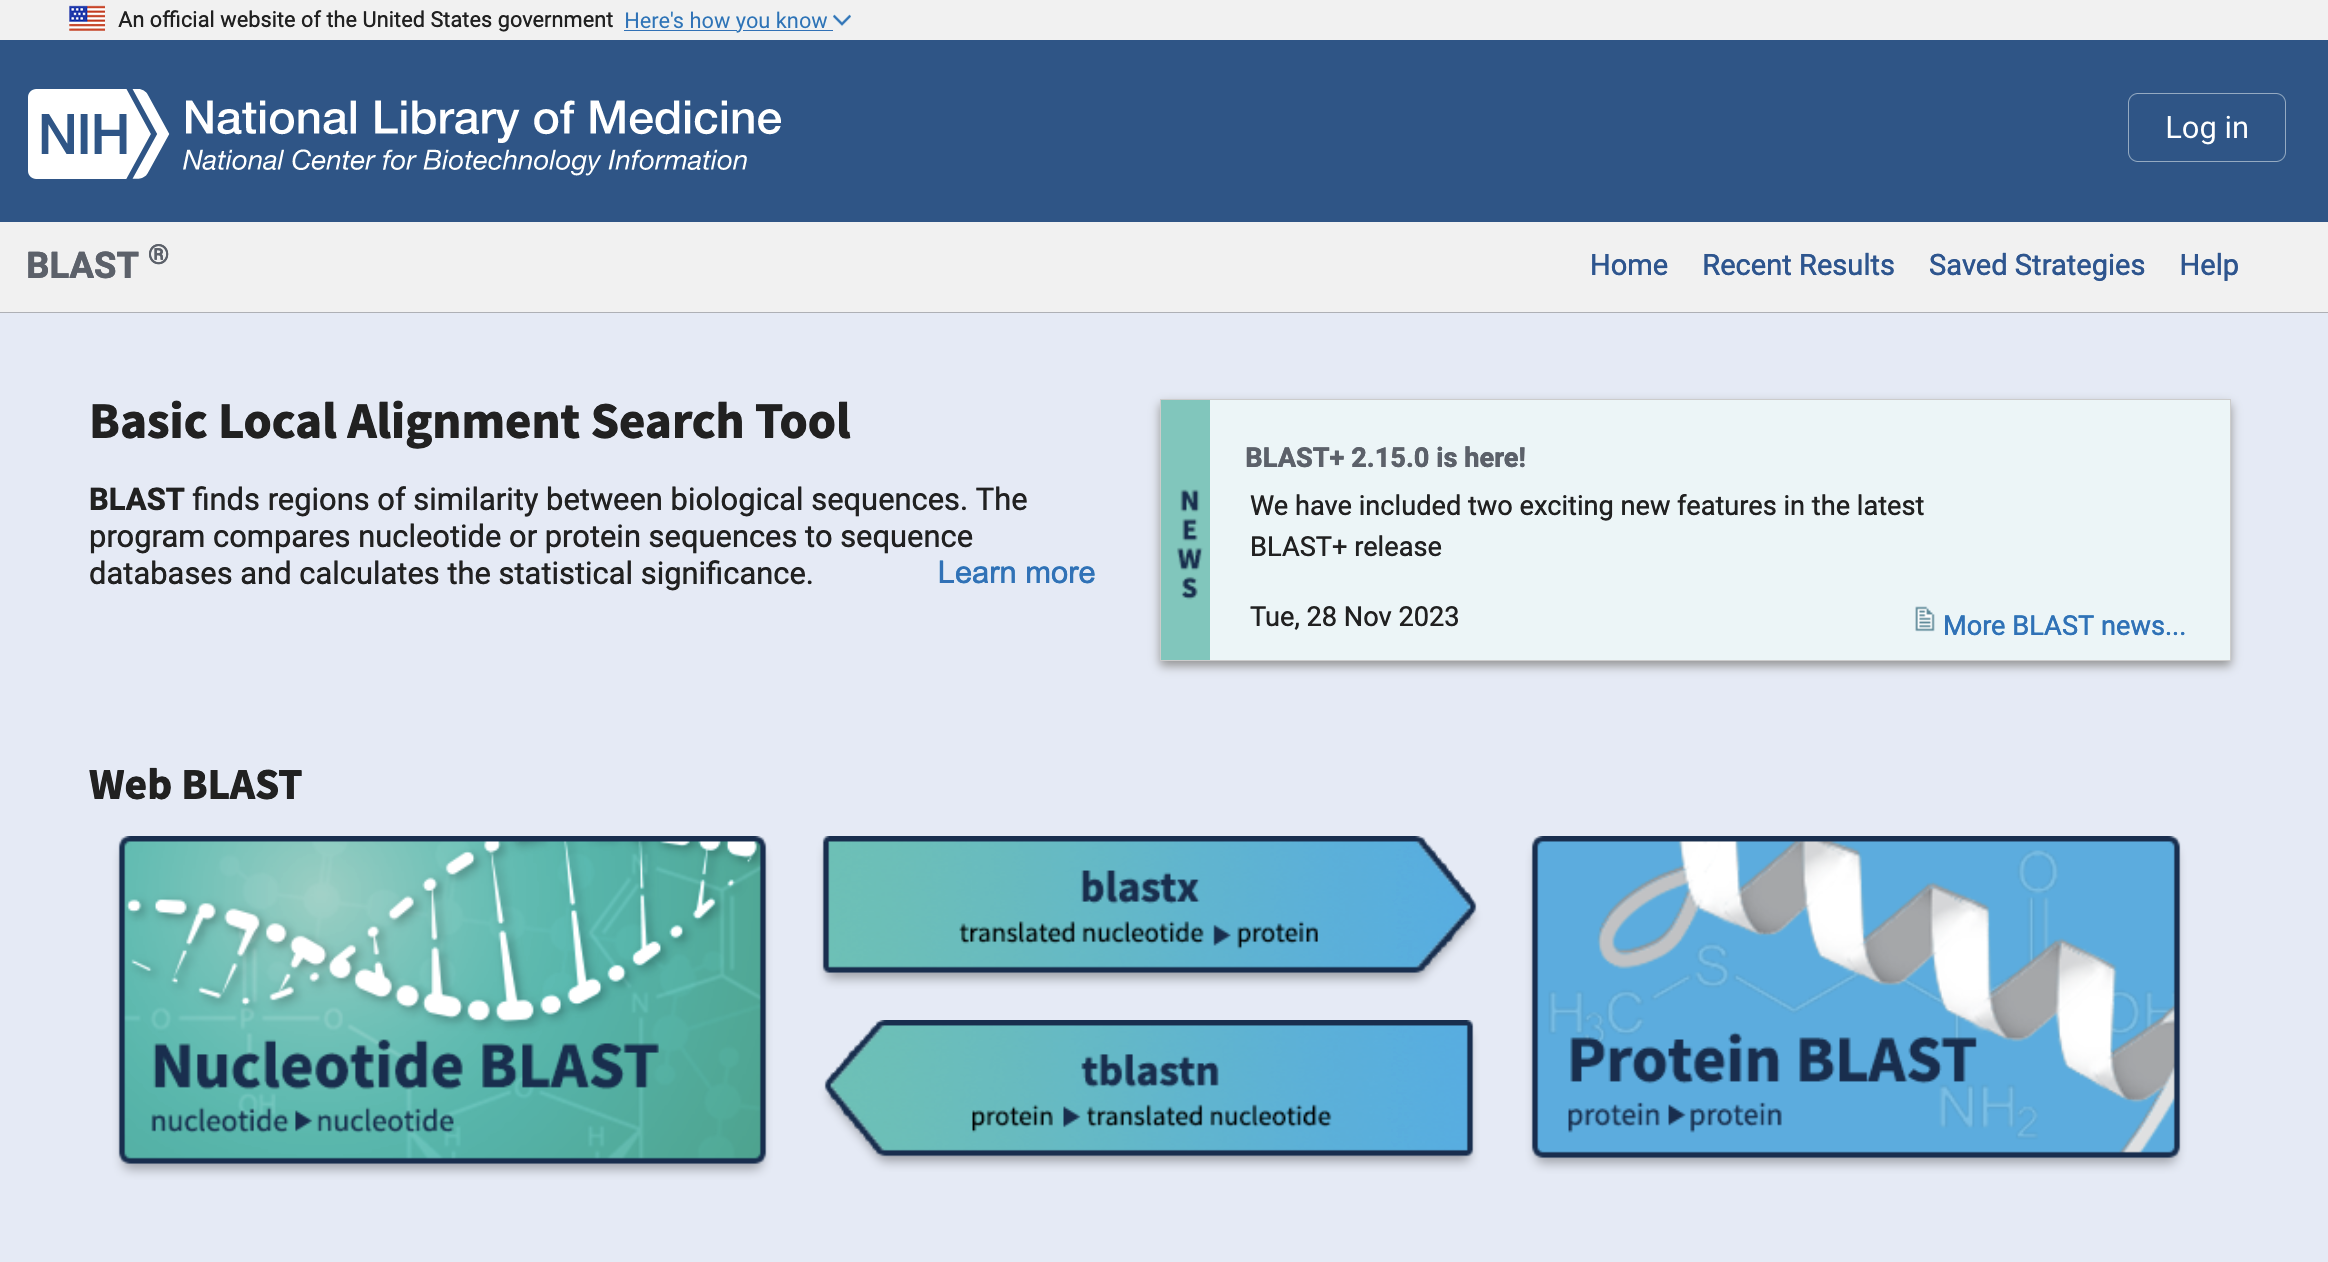 An official website of the United States government Here's how you know
NIH
National Library of Medicine
National Center for Biotechnology Information
Log in
BLAST ®
Home Recent Results Saved Strategies Help
Basic Local Alignment Search Tool
BLAST finds regions of similarity between biological sequences. The
program compares nucleotide or protein sequences to sequence
databases and calculates the statistical significance. Learn more
NEWS
BLAST+ 2.15.0 is here!
We have included two exciting new features in the latest
BLAST+ release
Tue, 28 Nov 2023
More BLAST news...
Web BLAST
O P O
N
OH
O
H H
Nucleotide BLAST
nucleotide ▶ nucleotide
blastx
translated nucleotide ▶ protein
tblastn
protein ▶ translated nucleotide
O
S
H₃C
OH
NH₂
Protein BLAST
protein ▶ protein